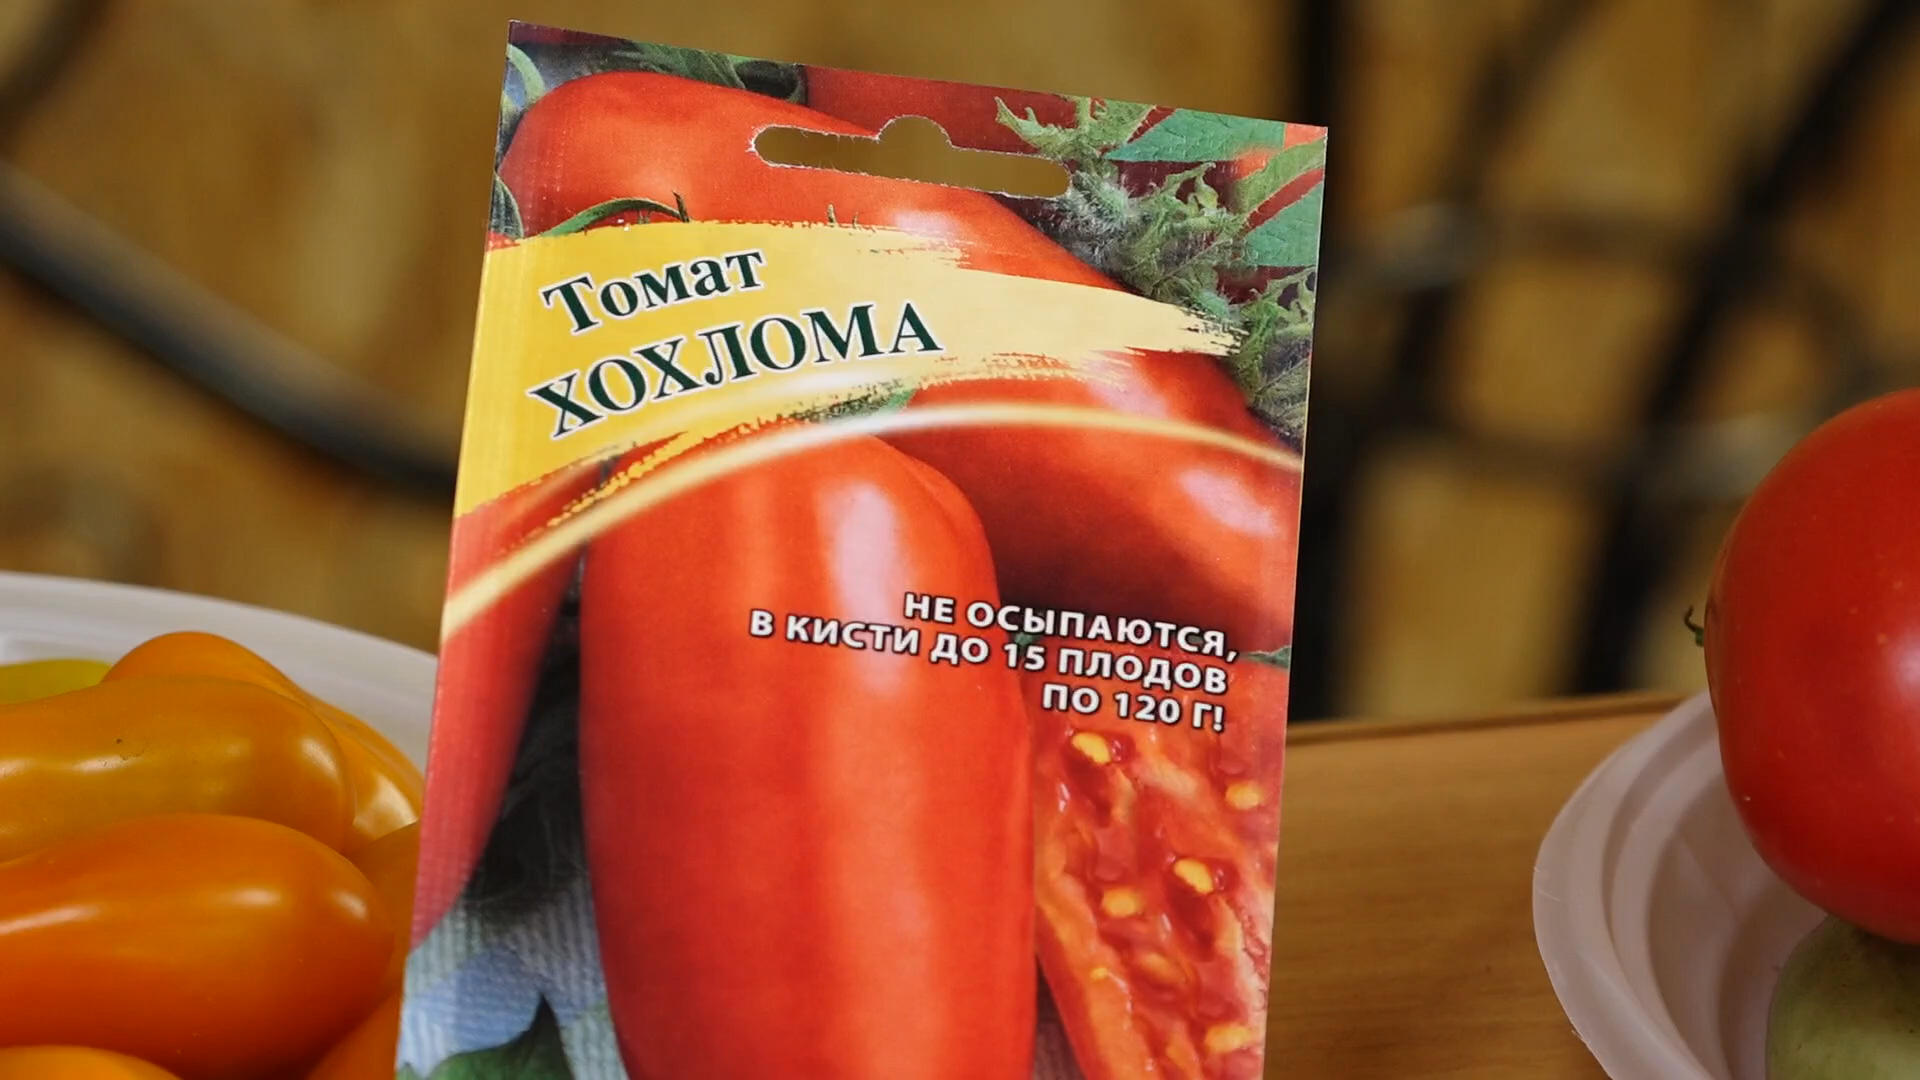 Томат
ХОХЛОМА
НЕ ОСЫПАЮТСЯ,
В КИСТИ ДО 15 ПЛОДОВ
ПО 120 Г!